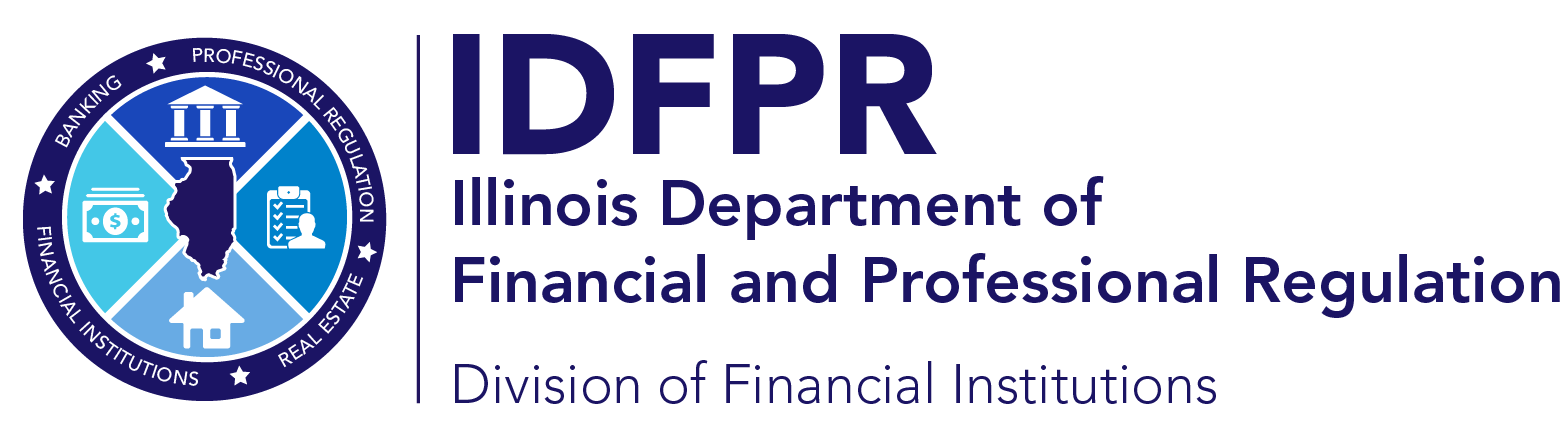 BANKING
PROFESSIONAL REGULATION
FINANCIAL INSTITUTIONS
REAL ESTATE
$
IDFPR
Illinois Department of
Financial and Professional Regulation
Division of Financial Institutions